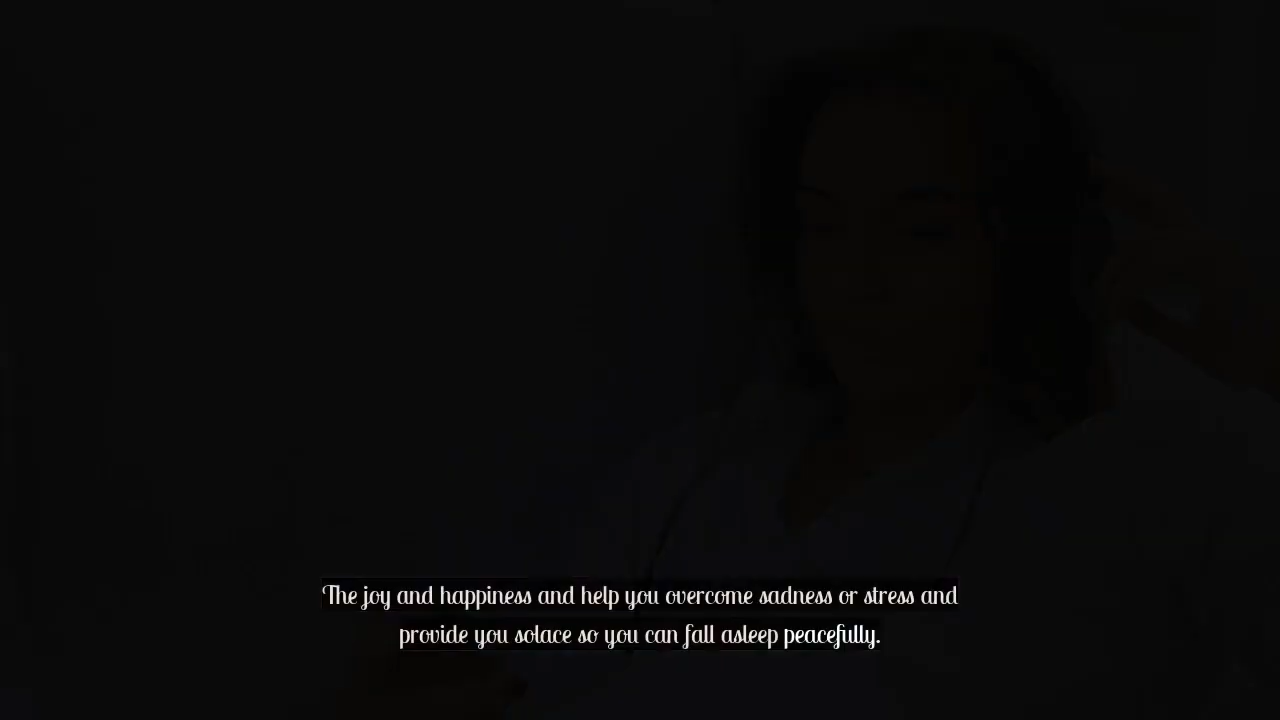 The joy and happiness and help you overcome sadness or stress and
provide you solace so you can fall asleep peacefully.